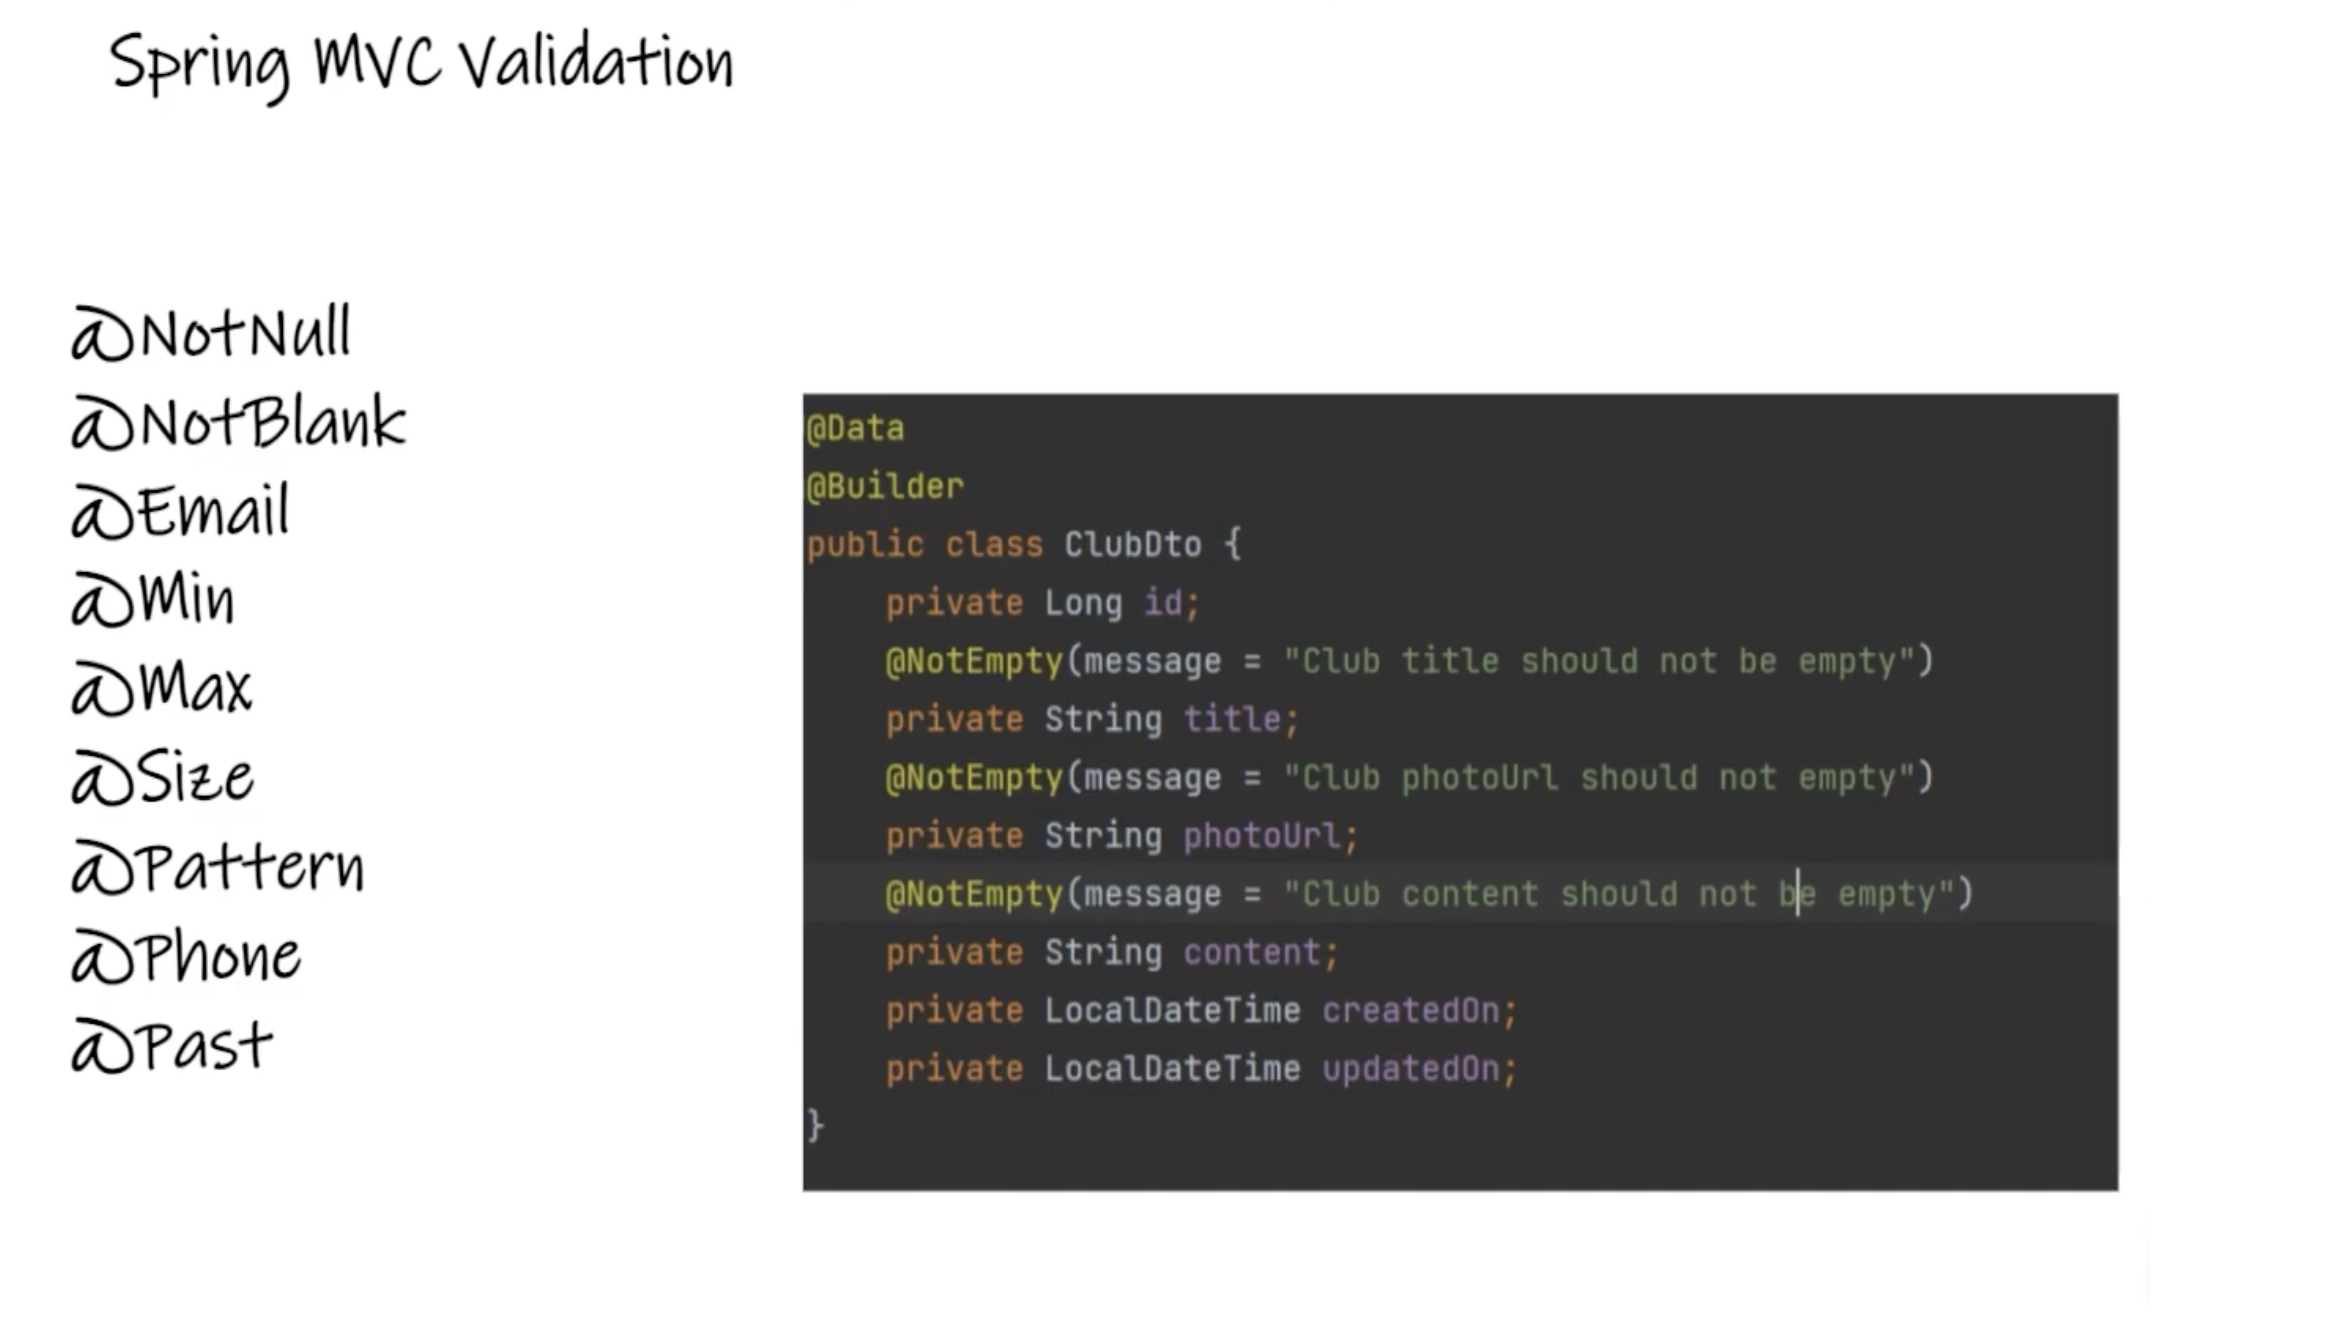 Spring MVC Validation
@NotNull
@NotBlank
@Email
@Min
@Max
@Size
@Pattern
@Phone
@Past
@Data
@Builder
public class ClubDto {
    private Long id;
    @NotEmpty(message = "Club title should not be empty")
    private String title;
    @NotEmpty(message = "Club photoUrl should not empty")
    private String photoUrl;
    @NotEmpty(message = "Club content should not be empty")
    private String content;
    private LocalDateTime createdOn;
    private LocalDateTime updatedOn;
}